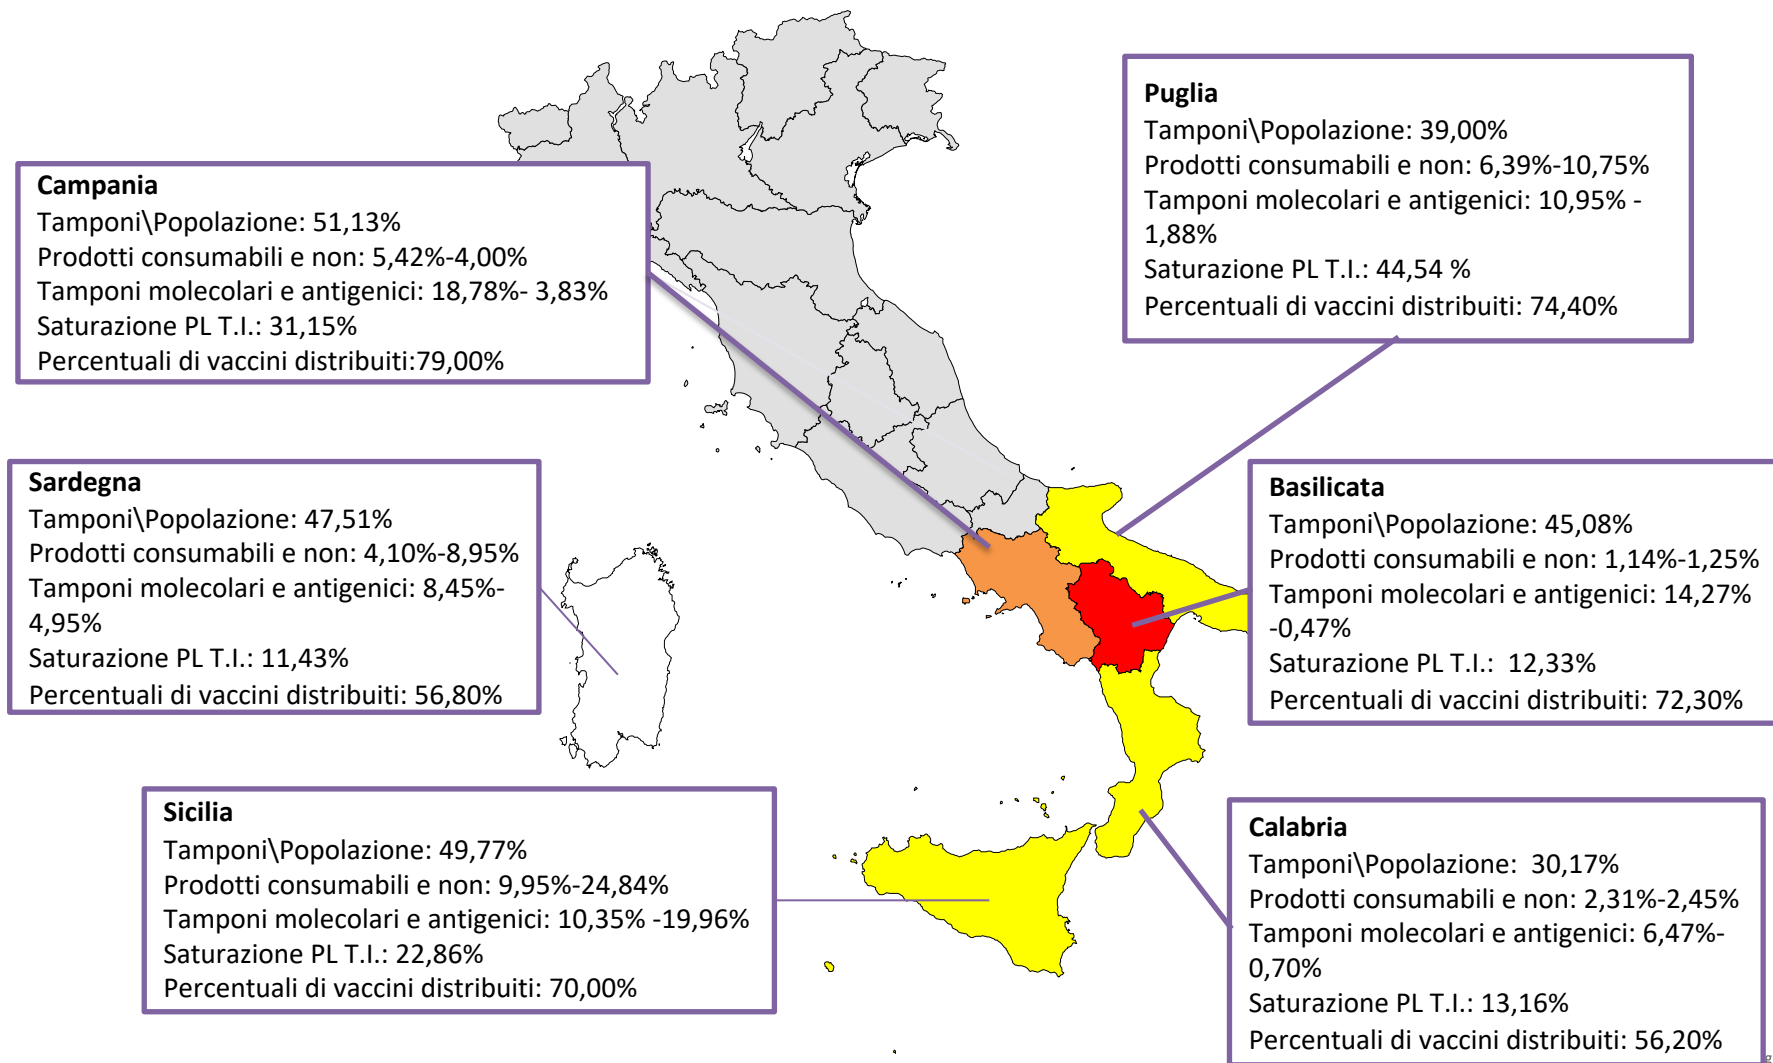 Campania
Tamponi\Popolazione: 51,13%
Prodotti consumabili e non: 5,42%-4,00%
Tamponi molecolari e antigenici: 18,78%- 3,83%
Saturazione PL T.I.: 31,15%
Percentuali di vaccini distribuiti:79,00%
Puglia
Tamponi\Popolazione: 39,00%
Prodotti consumabili e non: 6,39%-10,75%
Tamponi molecolari e antigenici: 10,95% -
1,88%
Saturazione PL T.I.: 44,54 %
Percentuali di vaccini distribuiti: 74,40%
Sardegna
Tamponi\Popolazione: 47,51%
Prodotti consumabili e non: 4,10%-8,95%
Tamponi molecolari e antigenici: 8,45%-
4,95%
Saturazione PL T.I.: 11,43%
Percentuali di vaccini distribuiti: 56,80%
Basilicata
Tamponi\Popolazione: 45,08%
Prodotti consumabili e non: 1,14%-1,25%
Tamponi molecolari e antigenici: 14,27%
-0,47%
Saturazione PL T.I.:  12,33%
Percentuali di vaccini distribuiti: 72,30%
Sicilia
Tamponi\Popolazione: 49,77%
Prodotti consumabili e non: 9,95%-24,84%
Tamponi molecolari e antigenici: 10,35% -19,96%
Saturazione PL T.I.: 22,86%
Percentuali di vaccini distribuiti: 70,00%
Calabria
Tamponi\Popolazione:  30,17%
Prodotti consumabili e non: 2,31%-2,45%
Tamponi molecolari e antigenici: 6,47%-
0,70%
Saturazione PL T.I.: 13,16%
Percentuali di vaccini distribuiti: 56,20%